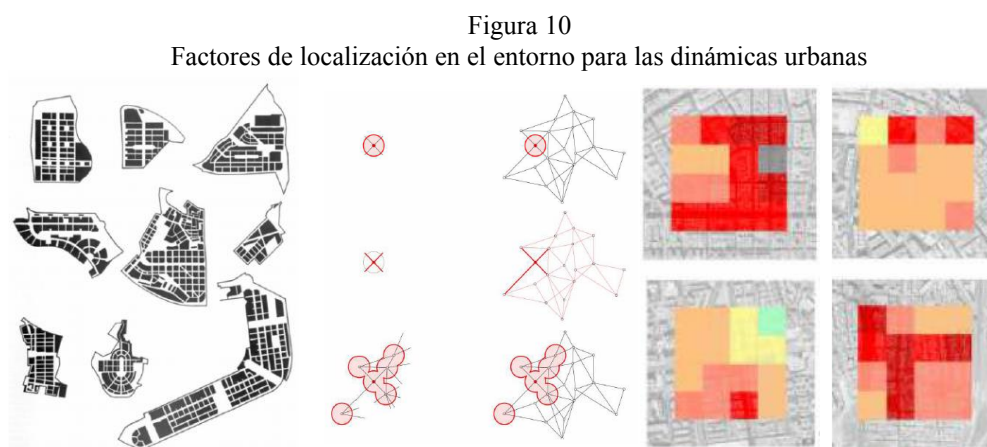 Figura 10
Factores de localización en el entorno para las dinámicas urbanas